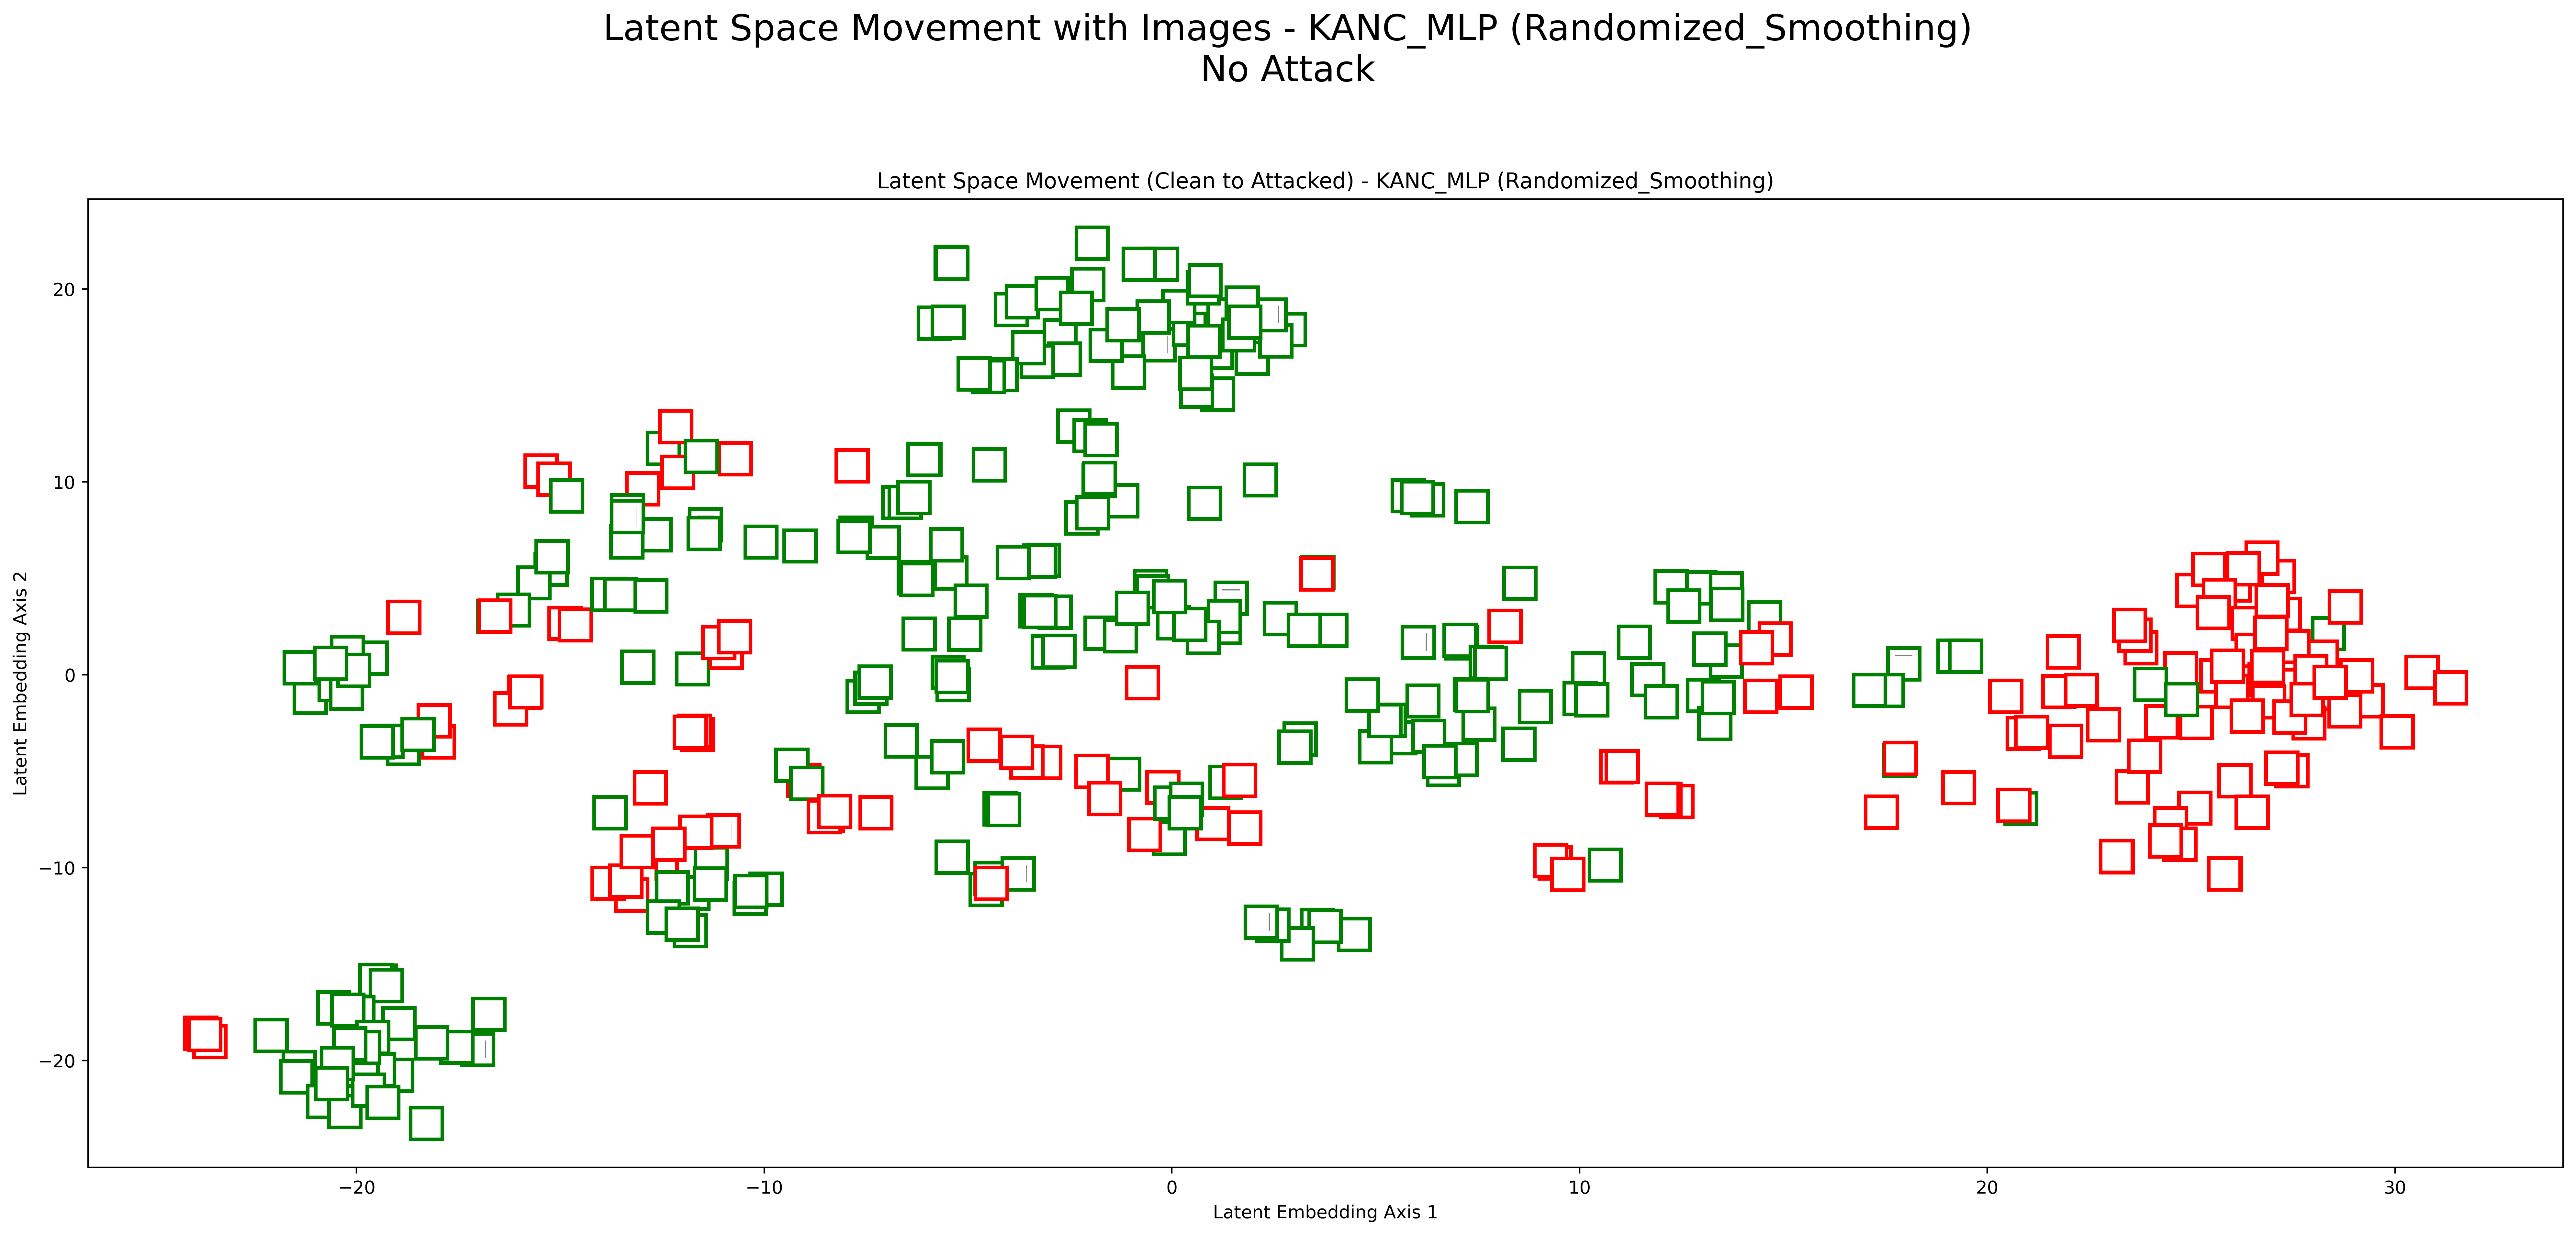 Latent Space Movement with Images - KANC_MLP (Randomized_Smoothing)
No Attack
Latent Space Movement (Clean to Attacked) - KANC_MLP (Randomized_Smoothing)
Latent Embedding Axis 2
20
10
0
−10
−20
−20
−10
0
10
20
30
Latent Embedding Axis 1